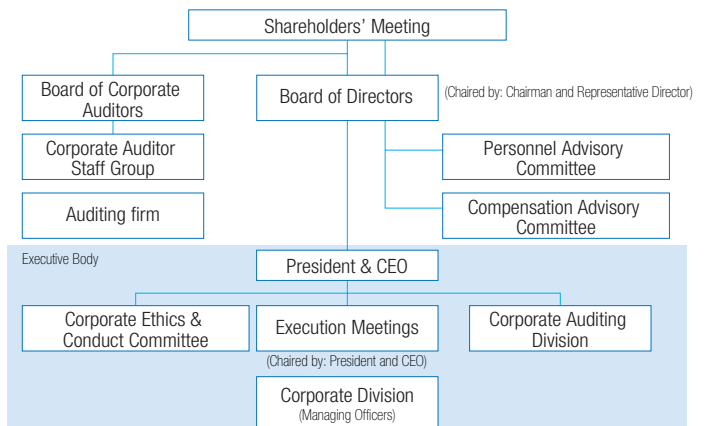 Shareholders’ Meeting
Board of Corporate
Auditors
Board of Directors
(Chaired by: Chairman and Representative Director)
Corporate Auditor
Staff Group
Personnel Advisory
Committee
Auditing firm
Compensation Advisory
Committee
Executive Body
President & CEO
Corporate Ethics &
Conduct Committee
Execution Meetings
Corporate Auditing
Division
(Chaired by: President and CEO)
Corporate Division
(Managing Officers)